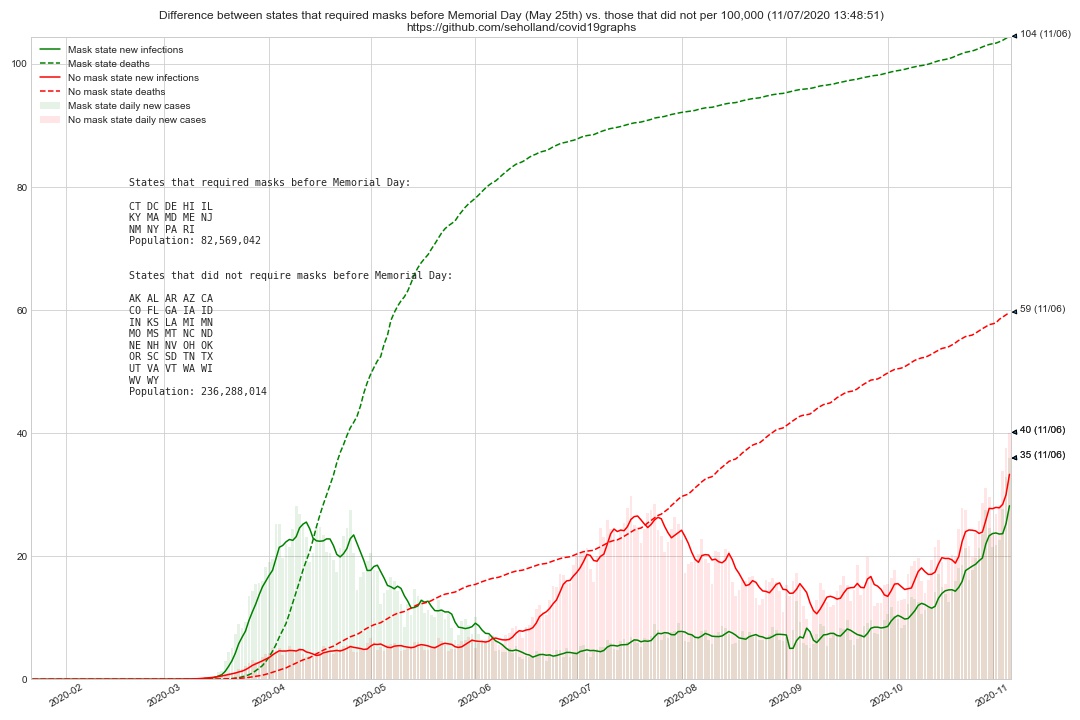 Difference between states that required masks before Memorial Day (May 25th) vs. those that did not per 100,000 (11/07/2020 13:48:51)
https://github.com/seholland/covid19graphs
Mask state new infections
Mask state deaths
No mask state new infections
No mask state deaths
Mask state daily new cases
No mask state daily new cases
States that required masks before Memorial Day:
CT DC DE HI IL
KY MA MD ME NJ
NM NY PA RI
Population: 82,569,042
States that did not require masks before Memorial Day:
AK AL AR AZ CA
CO FL GA IA ID
IN KS LA MI MN
MO MS MT NC ND
NE NH NV OH OK
OR SC SD TN TX
UT VA VT WA WI
WV WY
Population: 236,288,014
104 (11/06)
59 (11/06)
40 (11/06)
35 (11/06)
100
80
60
40
20
0
2020-02
2020-03
2020-04
2020-05
2020-06
2020-07
2020-08
2020-09
2020-10
2020-11